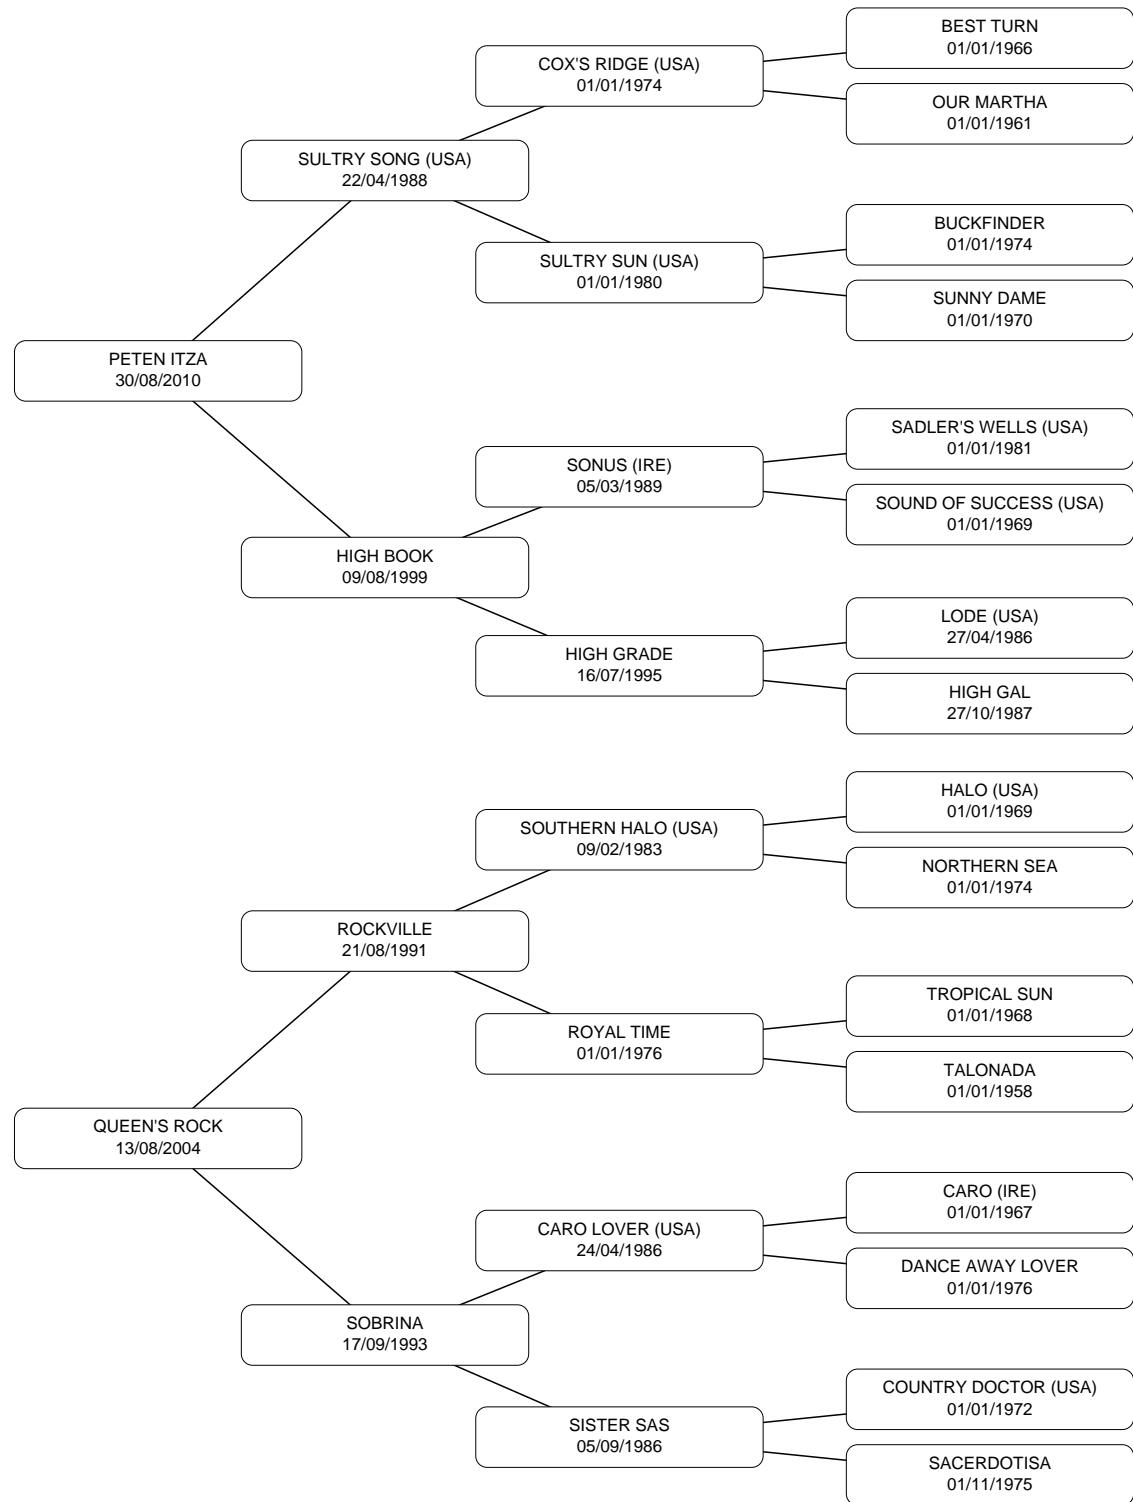 BEST TURN
01/01/1966
COX'S RIDGE (USA)
01/01/1974
OUR MARTHA
01/01/1961
SULTRY SONG (USA)
22/04/1988
BUCKFINDER
01/01/1974
SULTRY SUN (USA)
01/01/1980
SUNNY DAME
01/01/1970
PETEN ITZA
30/08/2010
SADLER'S WELLS (USA)
01/01/1981
SONUS (IRE)
05/03/1989
SOUND OF SUCCESS (USA)
01/01/1969
HIGH BOOK
09/08/1999
LODE (USA)
27/04/1986
HIGH GRADE
16/07/1995
HIGH GAL
27/10/1987
HALO (USA)
01/01/1969
SOUTHERN HALO (USA)
09/02/1983
NORTHERN SEA
01/01/1974
ROCKVILLE
21/08/1991
TROPICAL SUN
01/01/1968
ROYAL TIME
01/01/1976
TALONADA
01/01/1958
QUEEN'S ROCK
13/08/2004
CARO (IRE)
01/01/1967
CARO LOVER (USA)
24/04/1986
DANCE AWAY LOVER
01/01/1976
SOBRINA
17/09/1993
COUNTRY DOCTOR (USA)
01/01/1972
SISTER SAS
05/09/1986
SACERDOTISA
01/11/1975